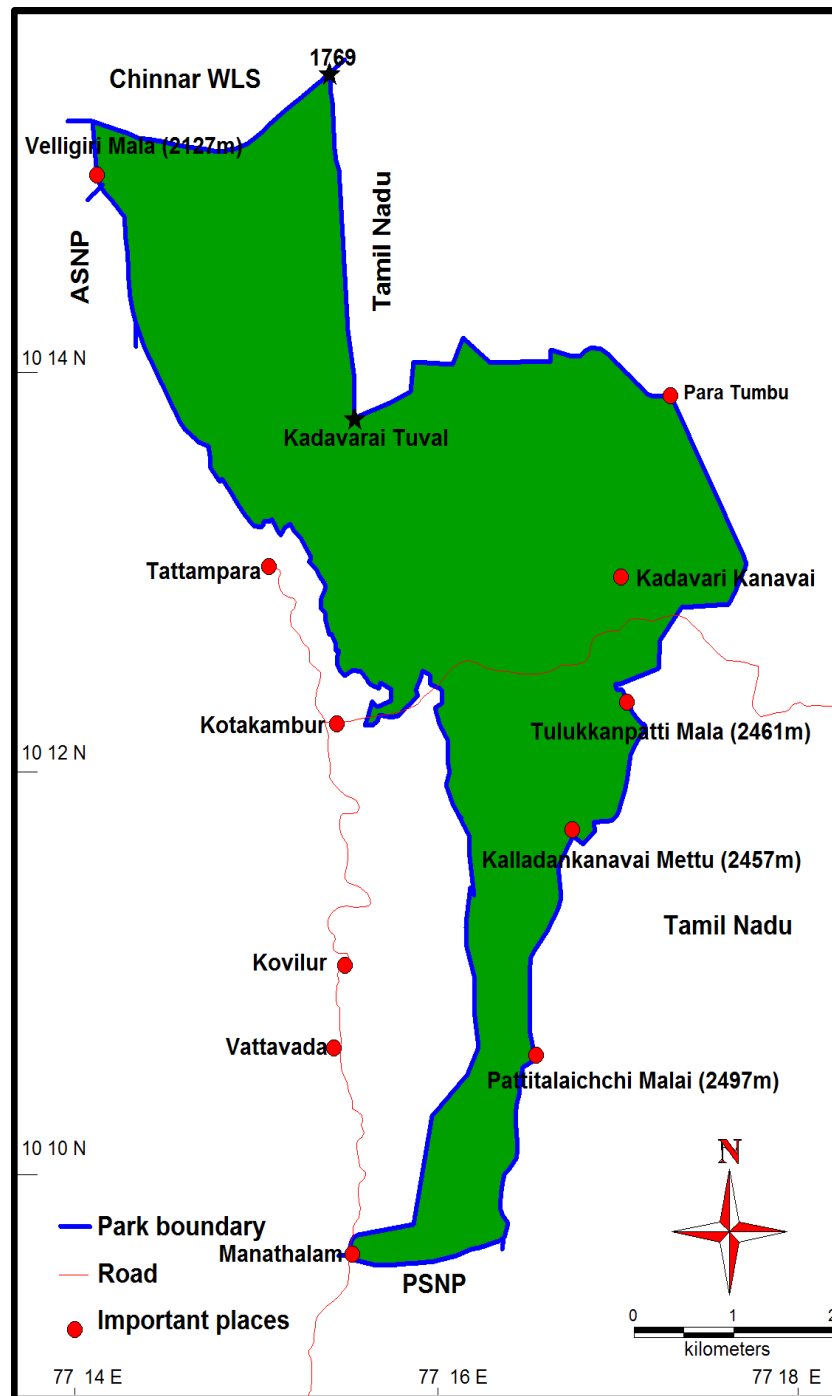 1769
Chinnar WLS
Velligiri Mala (2127m)
ASNP
Tamil Nadu
10 14 N
Para Tumbu
Kadavarai Tuval
Tattampara
Kadavari Kanavai
Kotakambur
Tulukkanpatti Mala (2461m)
10 12 N
Kalladankanavai Mettu (2457m)
Tamil Nadu
Kovilur
Vattavada
Pattitalaichchi Malai (2497m)
10 10 N
N
Park boundary
Manathalam
Road
PSNP
Important places
0 1 2
kilometers
77 14 E 77 16 E 77 18 E